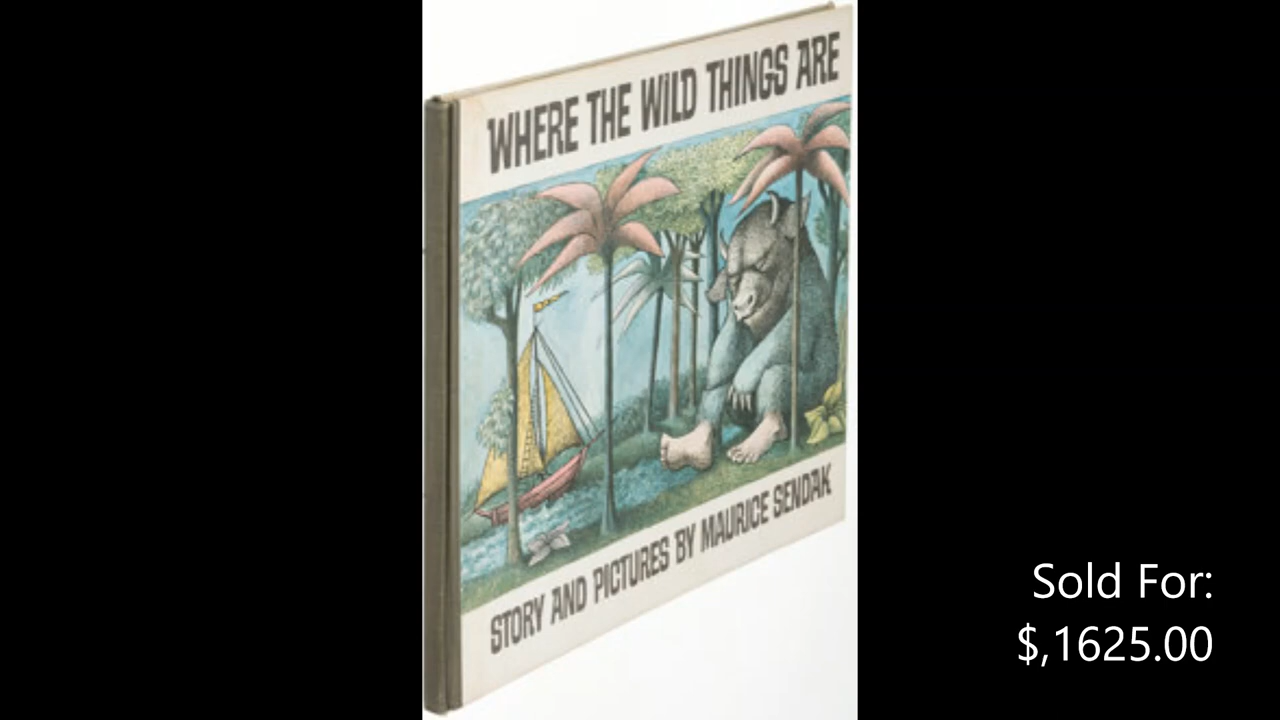 WHERE THE WILD THINGS ARE
STORY AND PICTURES BY MAURICE SENDAK
Sold For:
$,1625.00